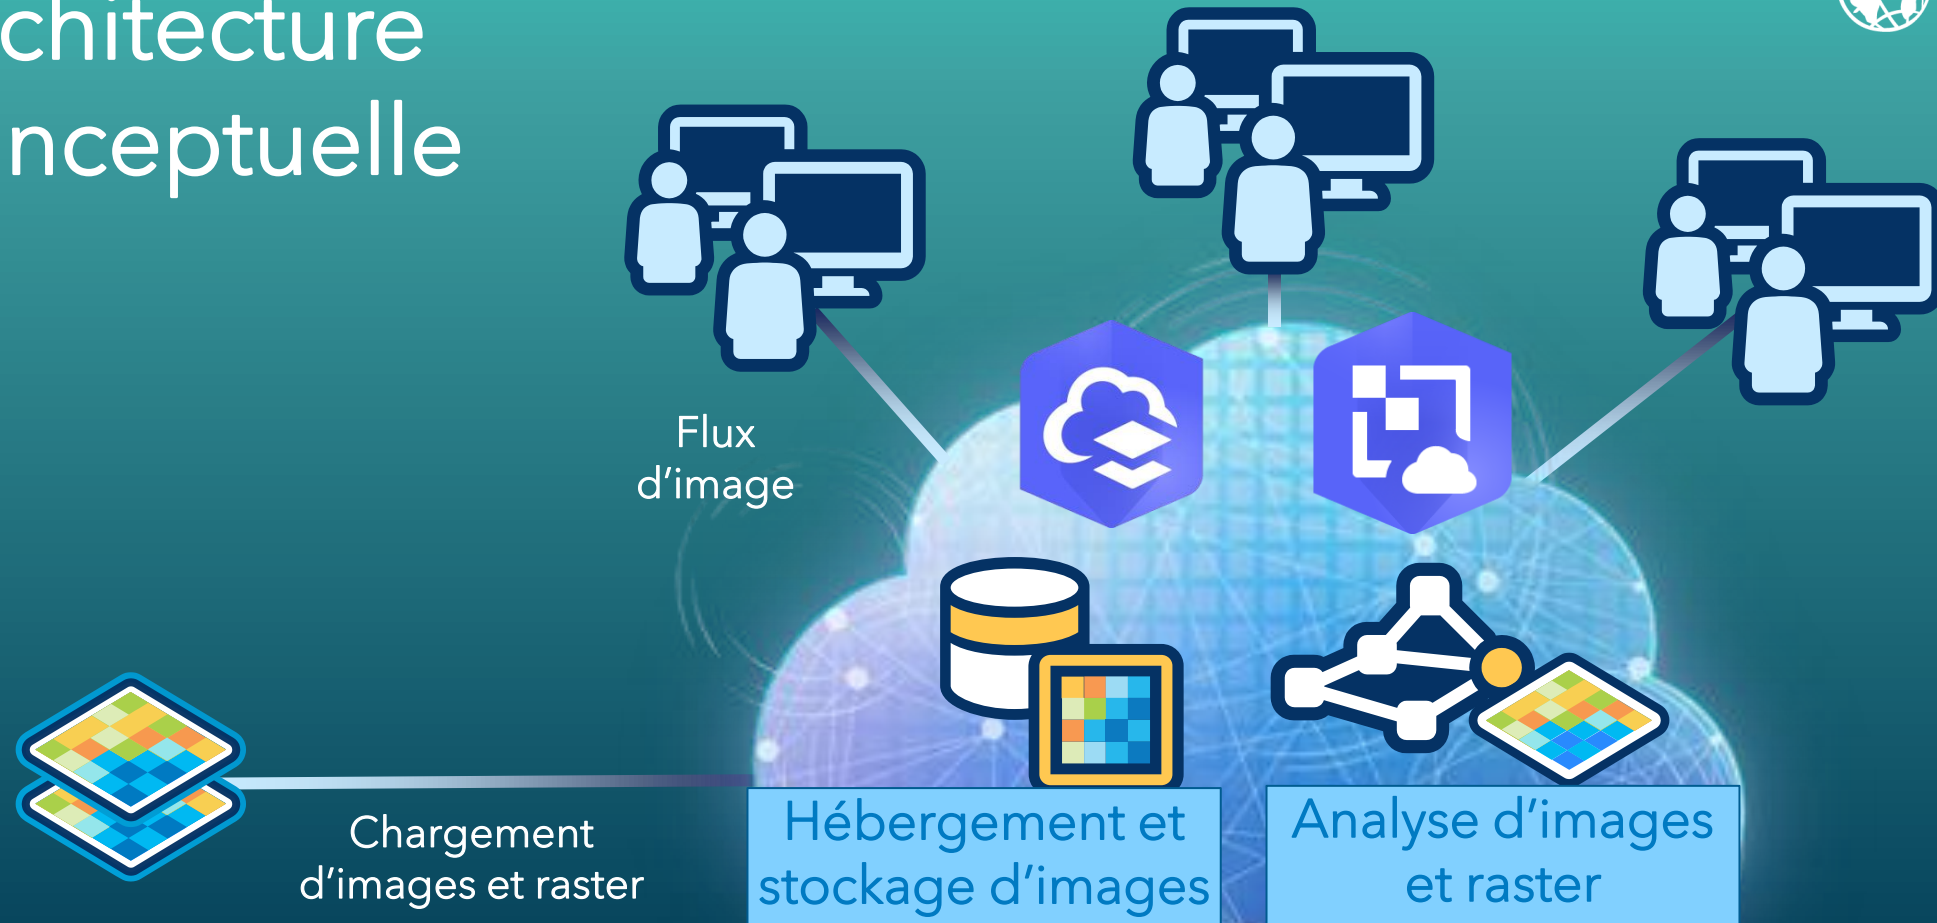 chitecture
nceptuelle
Flux
d’image
Chargement
d’images et raster
Hébergement et
stockage d’images
Analyse d’images
et raster